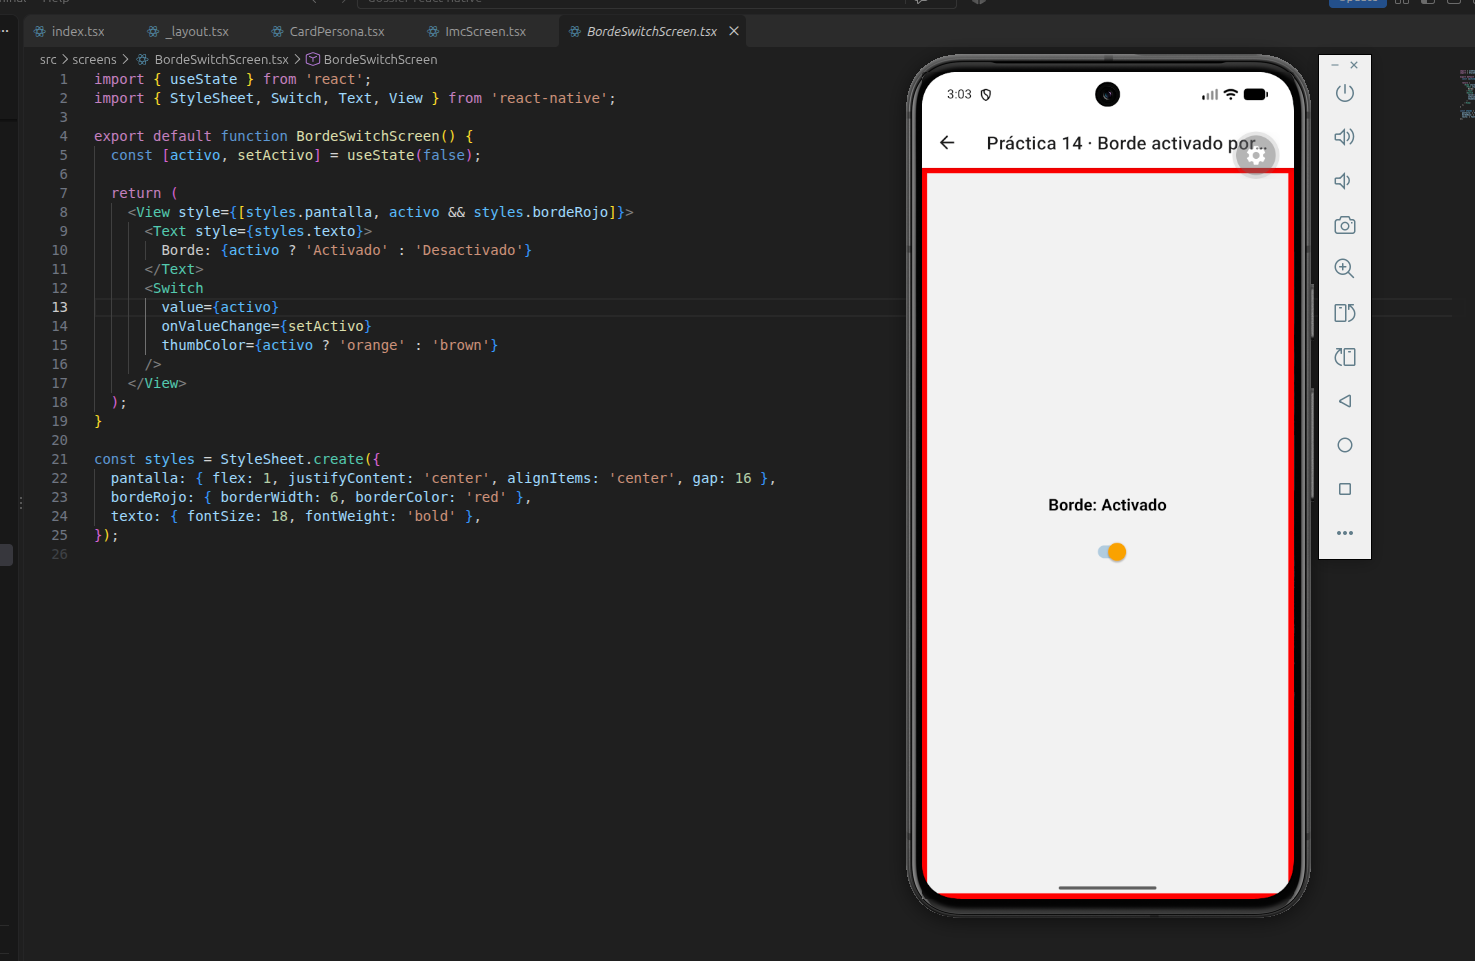 Help
index.tsx
_layout.tsx
CardPersona.tsx
ImcScreen.tsx
BordeSwitchScreen.tsx
src > screens > BordeSwitchScreen.tsx > BordeSwitchScreen
1 import { useState } from 'react';
2 import { StyleSheet, Switch, Text, View } from 'react-native';
3
4 export default function BordeSwitchScreen() {
5 const [activo, setActivo] = useState(false);
6
7 return (
8 <View style={[styles.pantalla, activo && styles.bordeRojo]}>
9 <Text style={styles.texto}>
10 Borde: {activo ? 'Activado' : 'Desactivado'}
11 </Text>
12 <Switch
13 value={activo}
14 onValueChange={setActivo}
15 thumbColor={activo ? 'orange' : 'brown'}
16 />
17 </View>
18 );
19 }
20
21 const styles = StyleSheet.create({
22 pantalla: { flex: 1, justifyContent: 'center', alignItems: 'center', gap: 16 },
23 bordeRojo: { borderWidth: 6, borderColor: 'red' },
24 texto: { fontSize: 18, fontWeight: 'bold' },
25 });
26
3:03
Práctica 14 · Borde activado por...
Borde: Activado